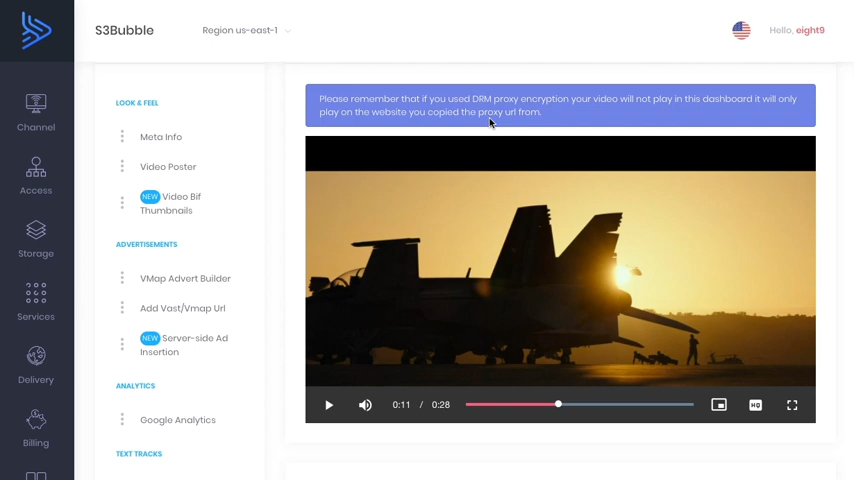 S3Bubble
Region us-east-1
Hello, eight9
Channel
Access
Storage
Services
Delivery
Billing
LOOK & FEEL
Meta Info
Video Poster
NEW Video Bif
Thumbnails
ADVERTISEMENTS
VMap Advert Builder
Add Vast/Vmap Url
NEW Server-side Ad
Insertion
ANALYTICS
Google Analytics
TEXT TRACKS
Please remember that if you used DRM proxy encryption your video will not play in this dashboard it will only
play on the website you copied the proxy url from.
0:11 / 0:28
HQ